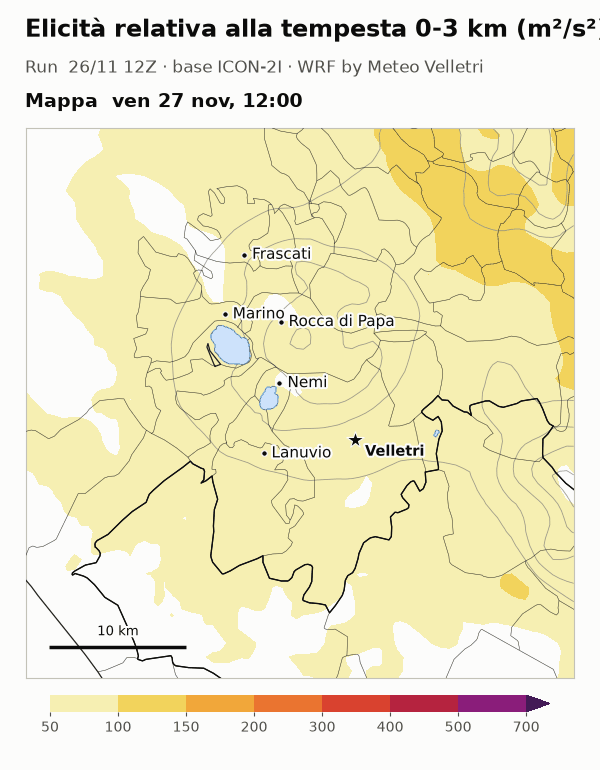 Elicità relativa alla tempesta 0-3 km (m²/s²)
Run  26/11 12Z · base ICON-2I · WRF by Meteo Velletri
Mappa  ven 27 nov, 12:00
Frascati
Marino
Rocca di Papa
Nemi
Lanuvio
Velletri
10 km
50 100 150 200 300 400 500 700